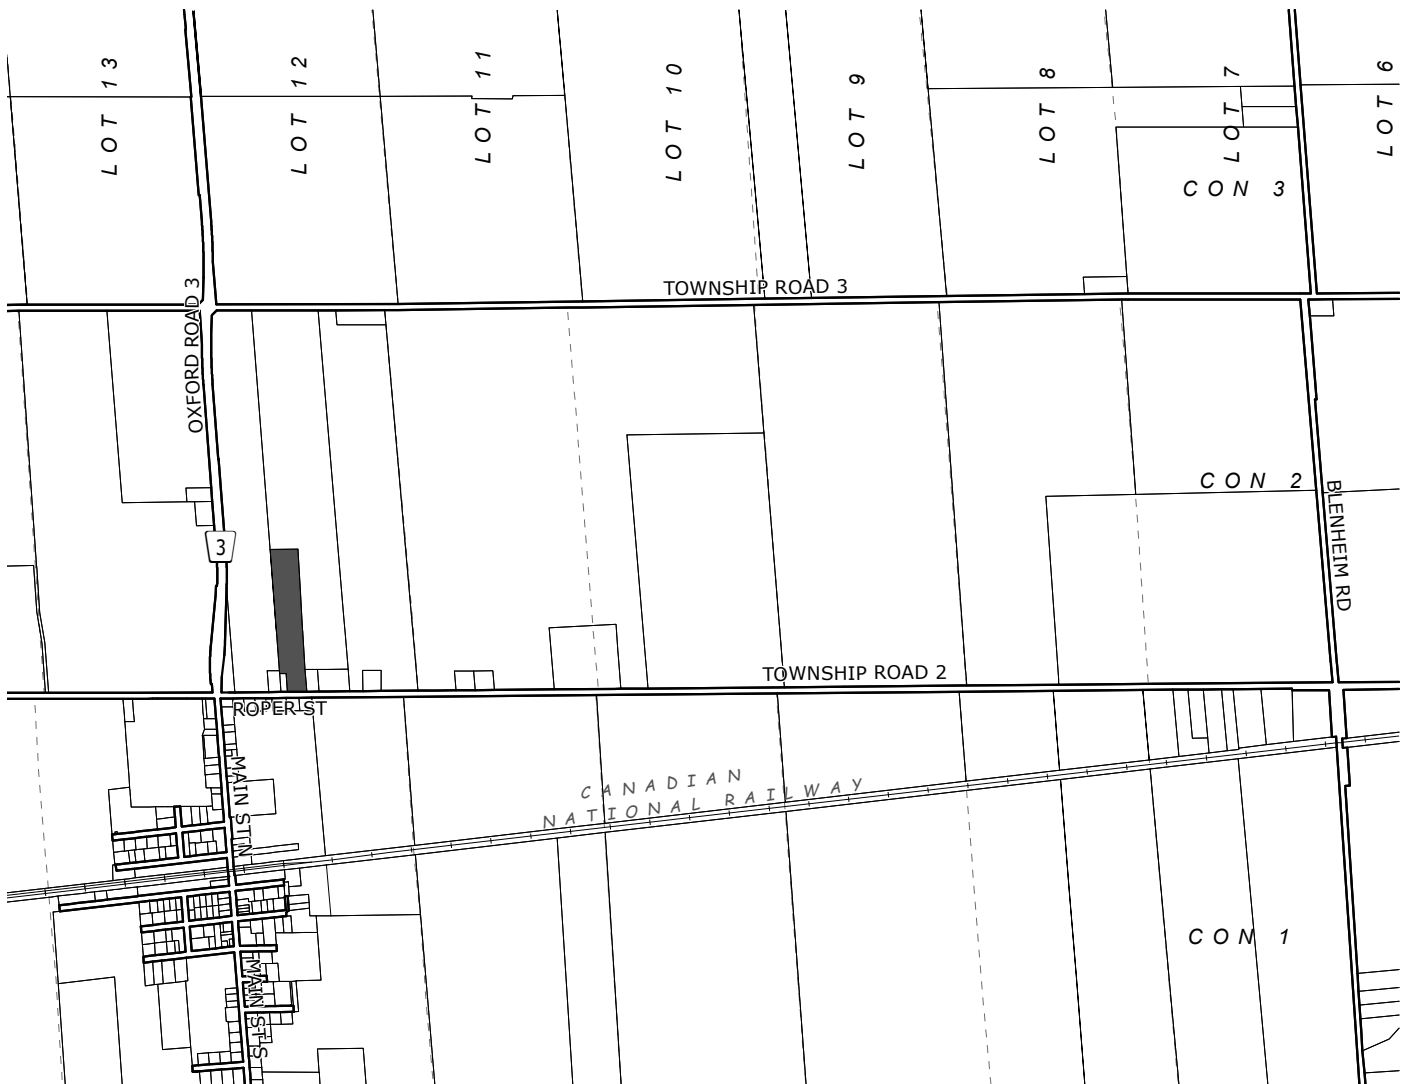 LOT 13
LOT 12
LOT 11
LOT 10
LOT 9
LOT 8
LOT 7
LOT 6
CON 3
TOWNSHIP ROAD 3
OXFORD ROAD 3
CON 2
BLENHEIM RD
3
TOWNSHIP ROAD 2
ROPER ST
MAIN ST N
CANADIAN
NATIONAL RAILWAY
CON 1
MAIN ST S